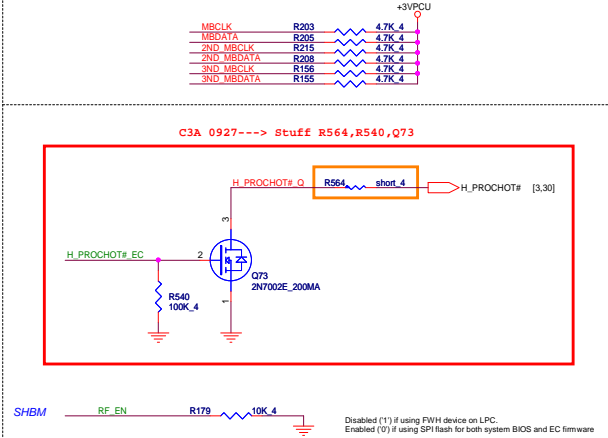 +3VPCU
MBCLK R203 4.7K_4
MBDATA R205 4.7K_4
2ND_MBCLK R215 4.7K_4
2ND_MBDATA R208 4.7K_4
3ND_MBCLK R156 4.7K_4
3ND_MBDATA R155 4.7K_4
C3A 0927---> Stuff R564,R540,Q73
H_PROCHOT#_Q R564 short_4 H_PROCHOT# [3,30]
3
H_PROCHOT#_EC 2
Q73
2N7002E_200MA
R540
100K_4
1
SHBM RF_EN R179 10K_4
Disabled ('1') if using FWH device on LPC.
Enabled ('0') if using SPI flash for both system BIOS and EC firmware